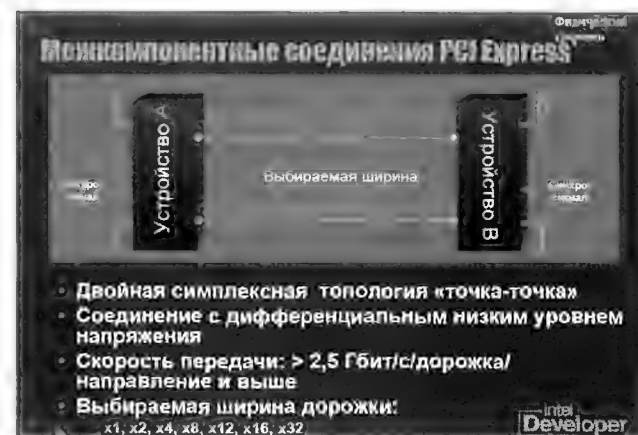 Физический
Межкомпонентные соединения PCI Express
Устройство A
Выбираемая ширина
Устройство B
Двойная симплексная топология «точка-точка»
Соединение с дифференциальным низким уровнем
напряжения
Скорость передачи: > 2,5 Гбит/с/дорожка/
направление и выше
Выбираемая ширина дорожки:
x1, x2, x4, x8, x12, x16, x32
intel
Developer